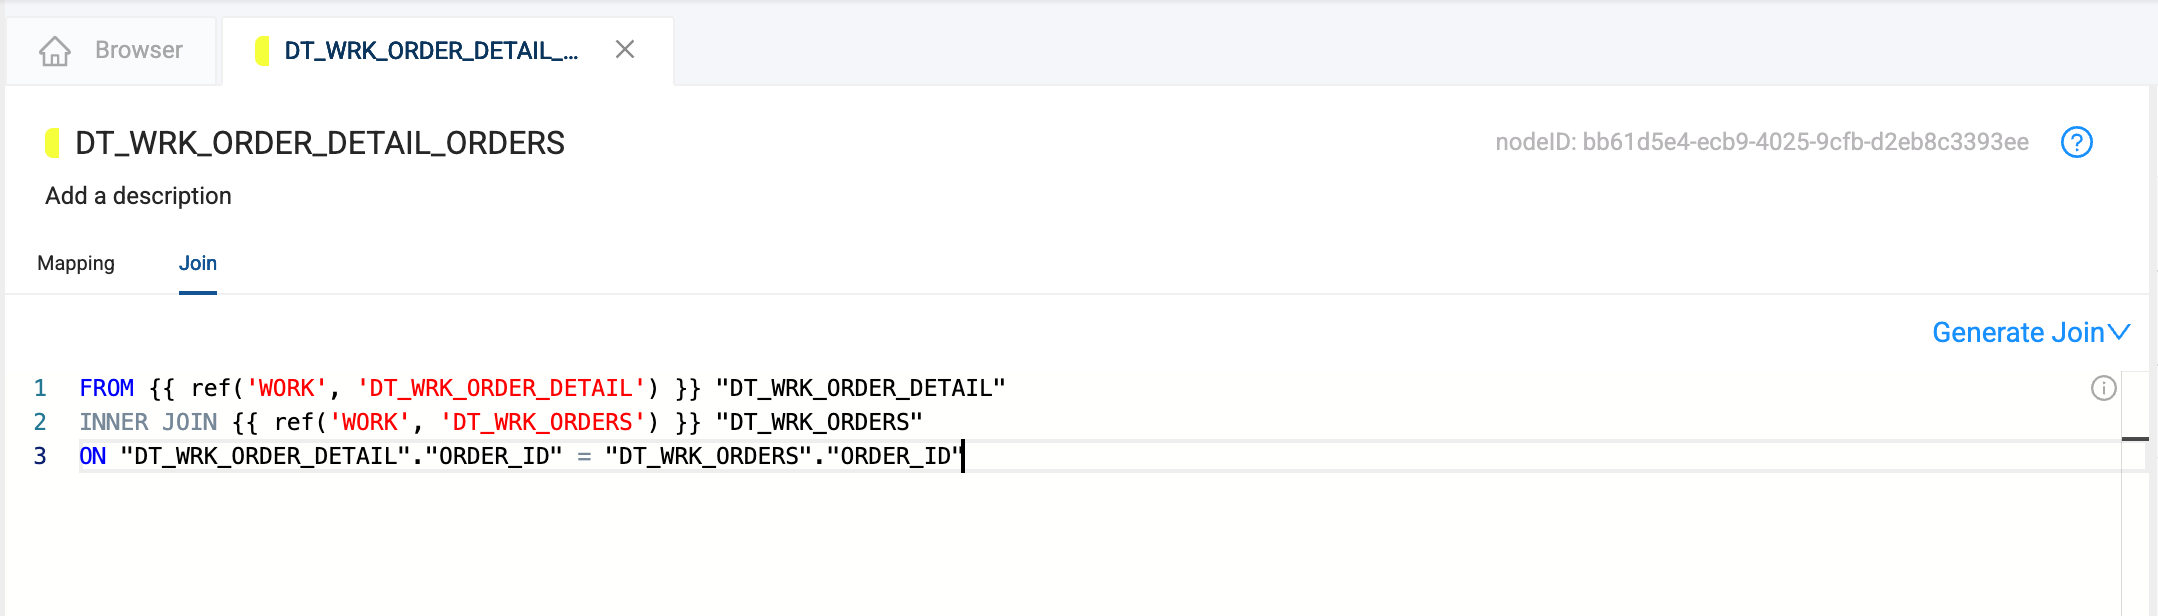 Browser
DT_WRK_ORDER_DETAIL_...
DT_WRK_ORDER_DETAIL_ORDERS
nodeID: bb61d5e4-ecb9-4025-9cfb-d2eb8c3393ee
Add a description
Mapping
Join
Generate Join
1 FROM {{ ref('WORK', 'DT_WRK_ORDER_DETAIL') }} "DT_WRK_ORDER_DETAIL"
2 INNER JOIN {{ ref('WORK', 'DT_WRK_ORDERS') }} "DT_WRK_ORDERS"
3 ON "DT_WRK_ORDER_DETAIL"."ORDER_ID" = "DT_WRK_ORDERS"."ORDER_ID"